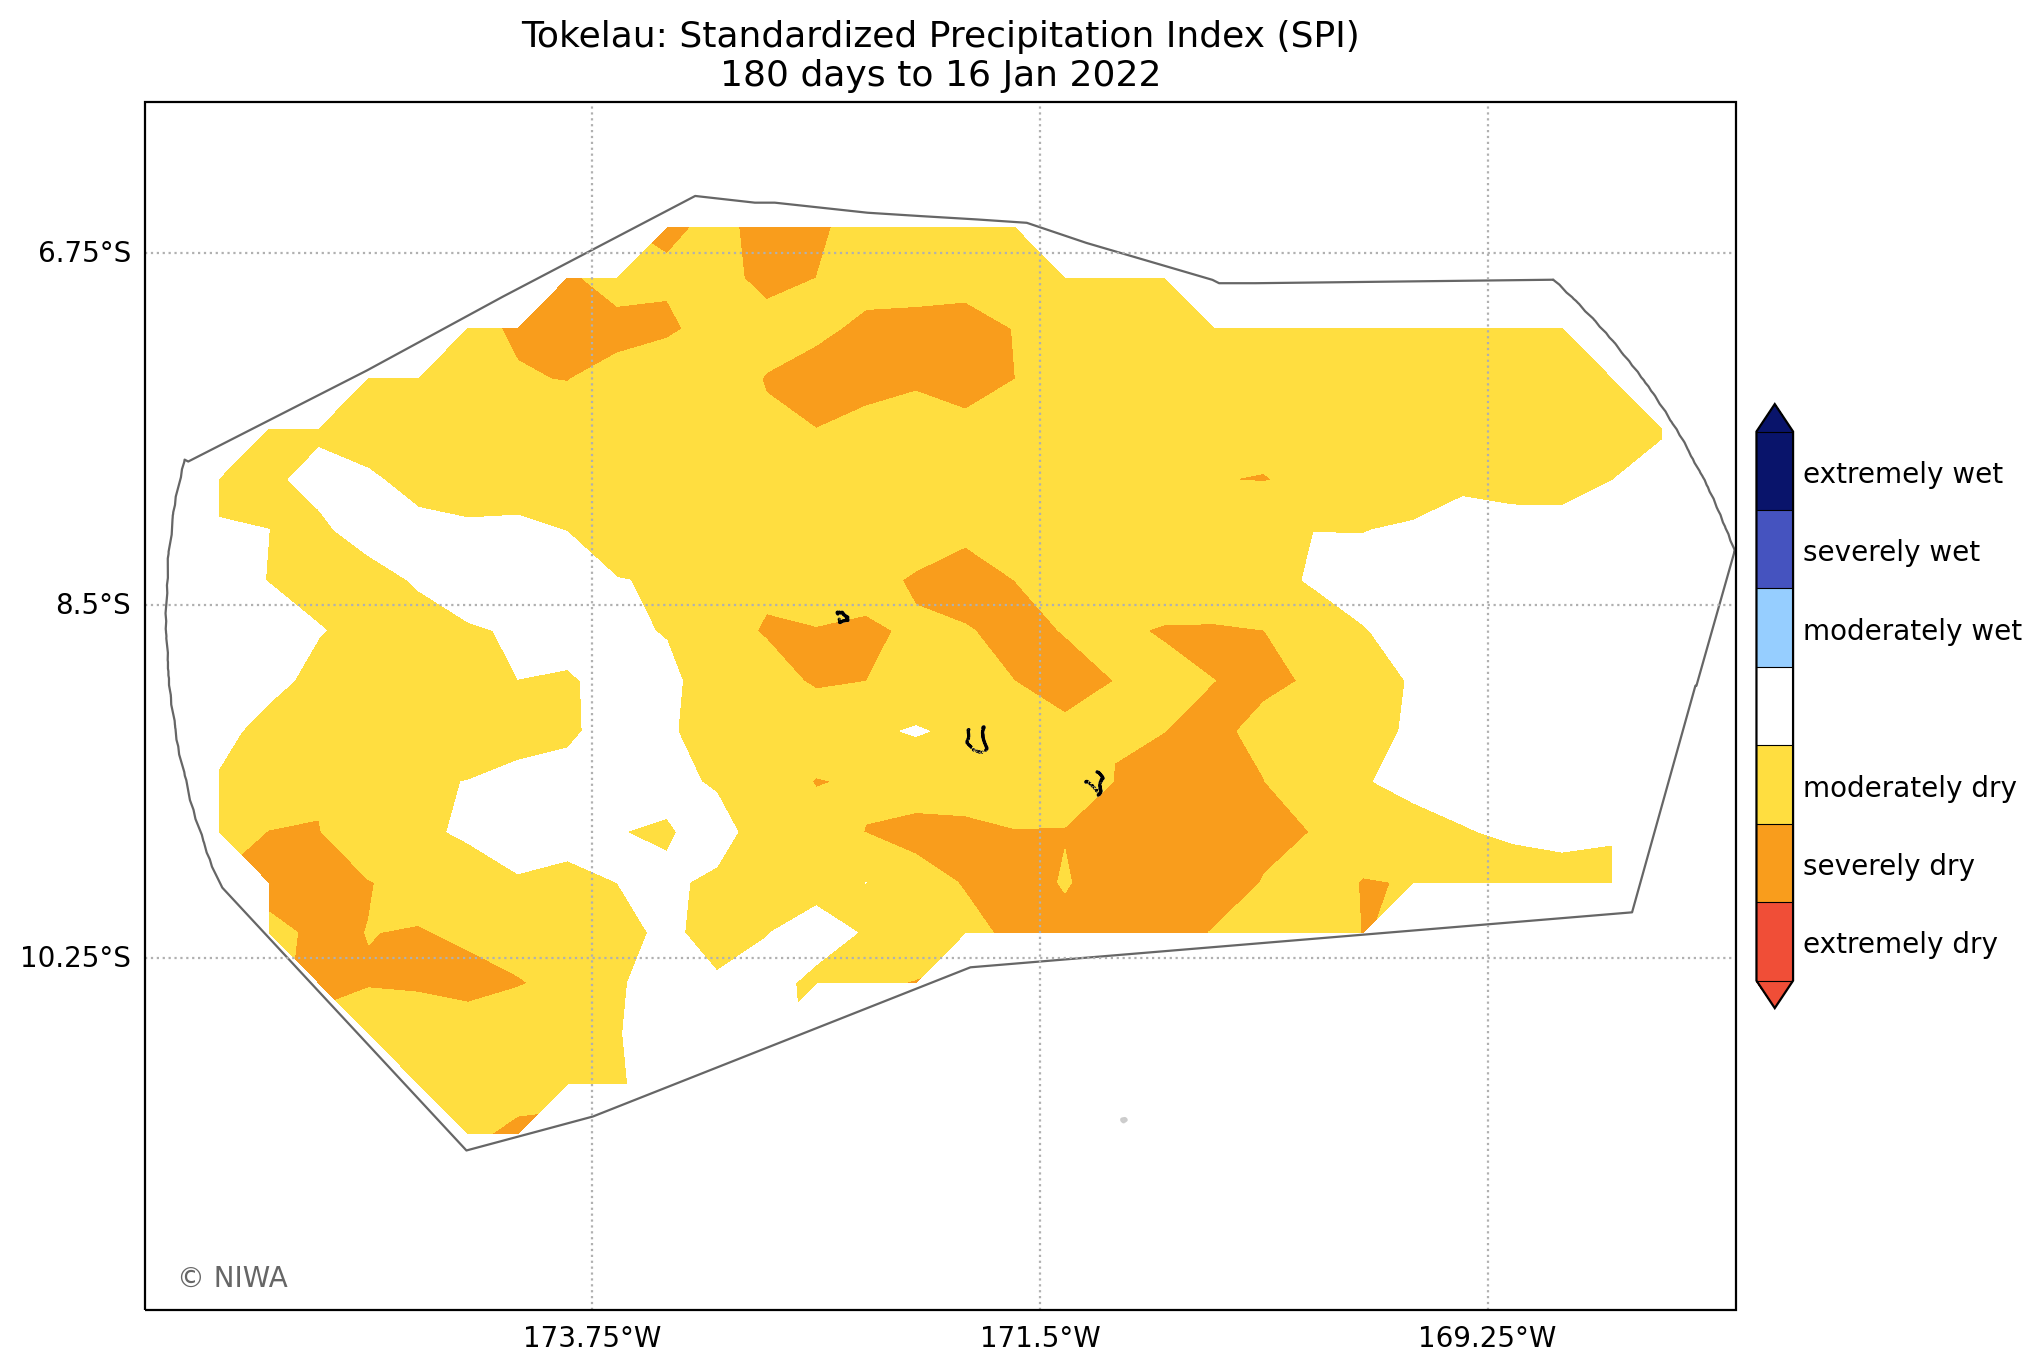 Tokelau: Standardized Precipitation Index (SPI)
180 days to 16 Jan 2022
6.75°S
8.5°S
10.25°S
173.75°W
171.5°W
169.25°W
extremely wet
severely wet
moderately wet
moderately dry
severely dry
extremely dry
© NIWA